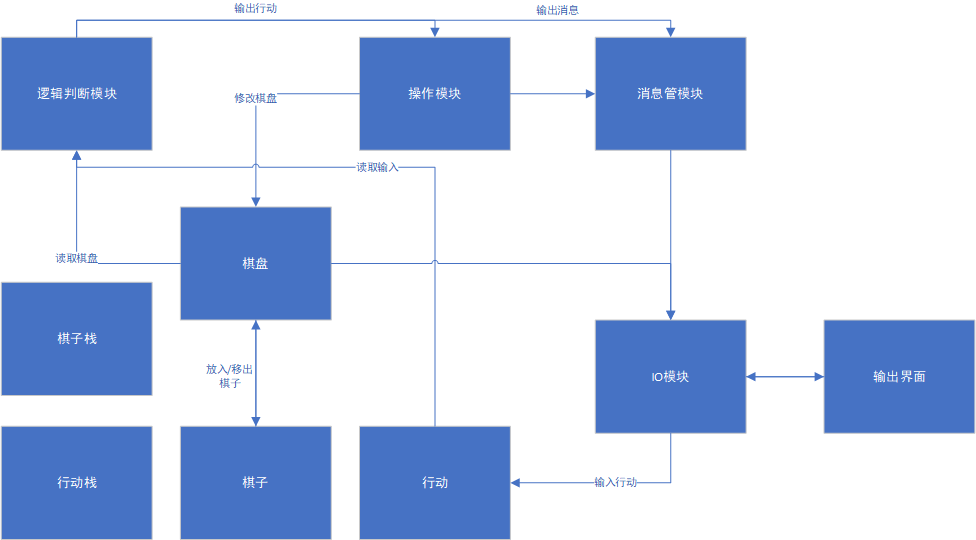 输出行动
输出消息
逻辑判断模块
操作模块
消息管模块
修改棋盘
读取输入
读取棋盘
棋盘
棋子栈
放入/移出
棋子
IO模块
输出界面
行动栈
棋子
行动
输入行动